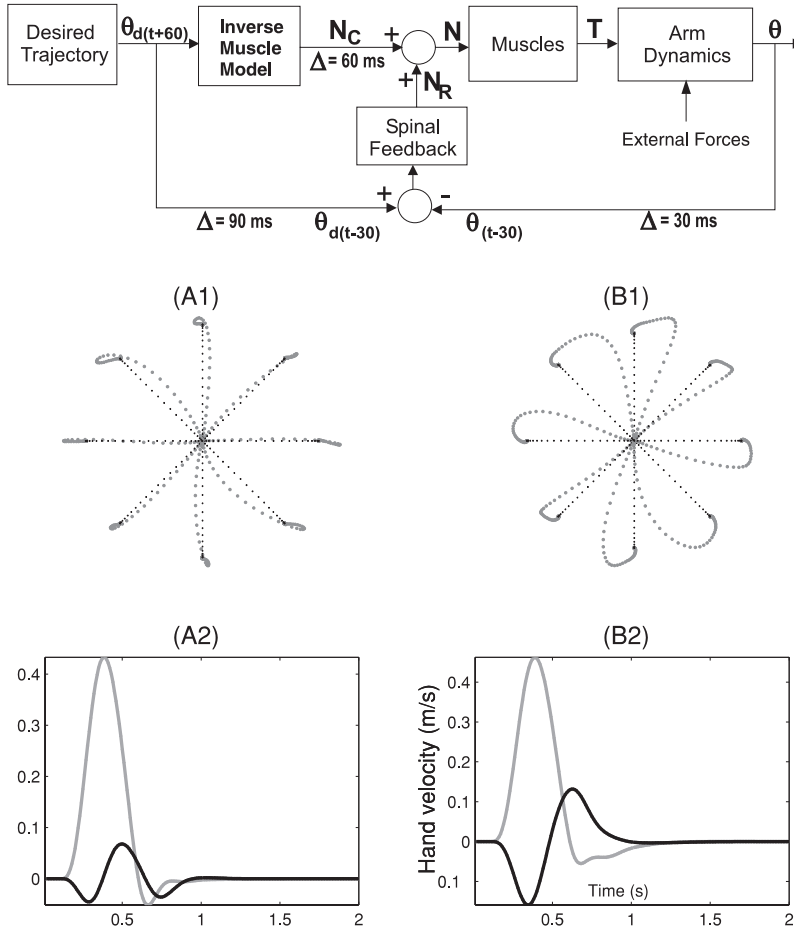 Desired
Trajectory
θd(t+60)
Inverse
Muscle
Model
NC
Δ = 60 ms
+
+
NR
N
Muscles
T
Arm
Dynamics
θ
Spinal
Feedback
External Forces
+
-
Δ = 90 ms
θd(t-30)
θ(t-30)
Δ = 30 ms
(A1)
(B1)
(A2)
0.4
0.3
0.2
0.1
0
0.5
1
1.5
2
(B2)
Hand velocity (m/s)
0.4
0.3
0.2
0.1
0
0.1
Time (s)
0.5
1
1.5
2